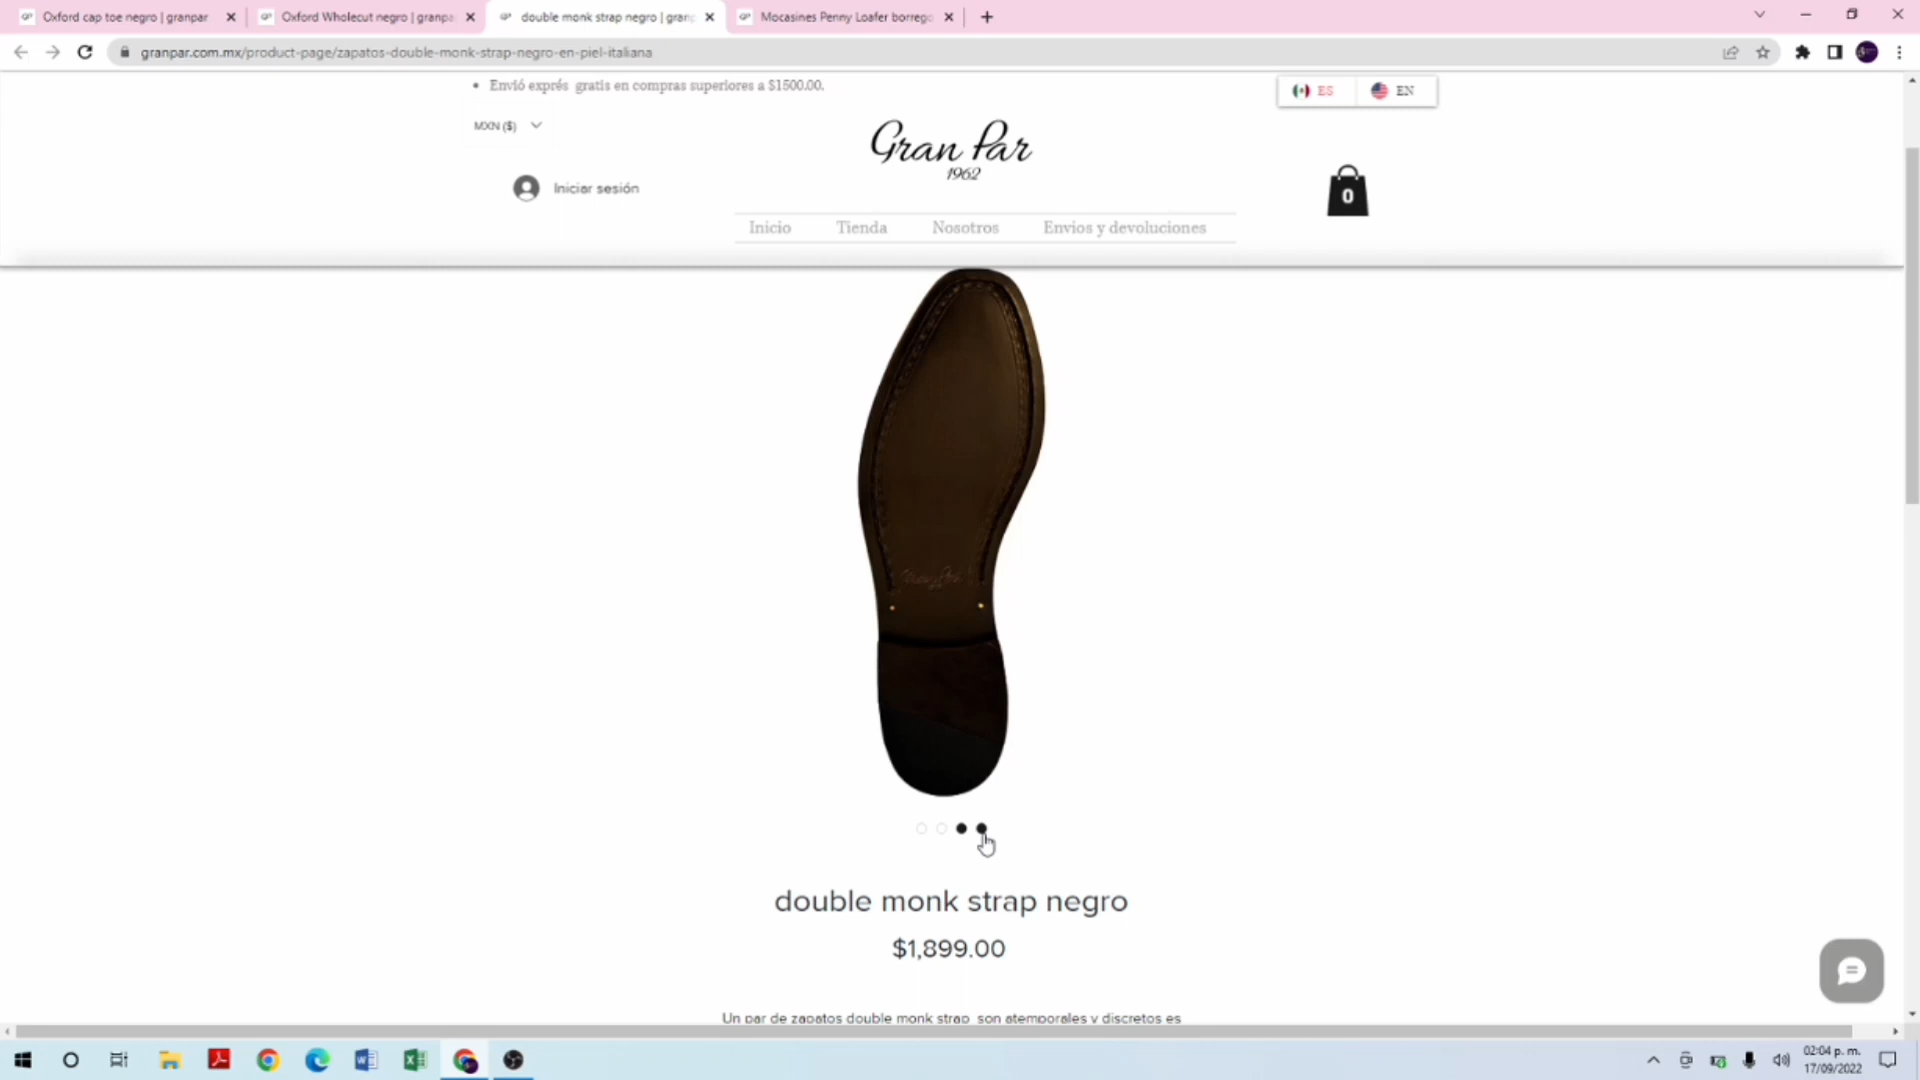 Oxford cap toe negro | granpar
Oxford Wholecut negro | granpa
double monk strap negro | granp
Mocasines Penny Loafer borrego
granpar.com.mx/product-page/zapatos-double-monk-strap-negro-en-piel-italiana
• Envió exprés gratis en compras superiores a $1500.00.
ES EN
MXN ($)
Gran Par
1962
Iniciar sesión
0
Inicio Tienda Nosotros Envios y devoluciones
double monk strap negro
$1,899.00
Un par de zapatos double monk strap son atemporales y discretos es
02:04 p. m.
17/09/2022